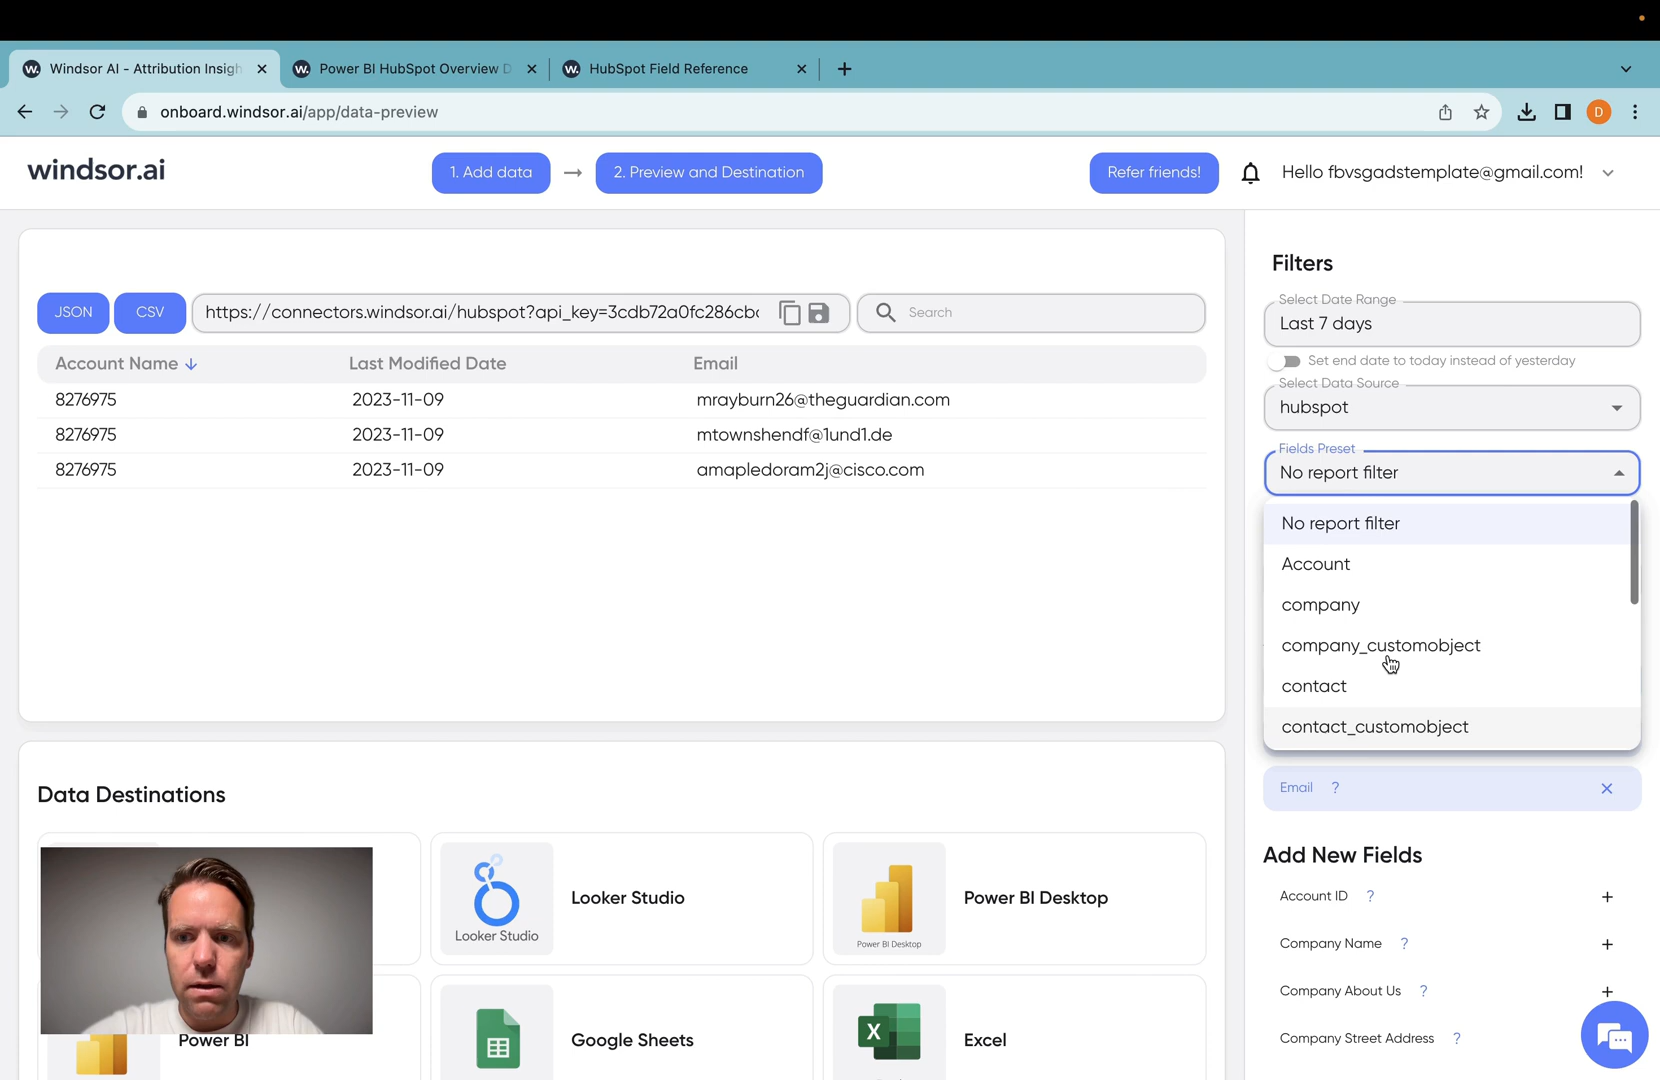 Windsor AI - Attribution Insigh
Power BI HubSpot Overview D
HubSpot Field Reference
onboard.windsor.ai/app/data-preview
D
windsor.ai
1. Add data
2. Preview and Destination
Refer friends!
Hello fbvsgadstemplate@gmail.com!
JSON
CSV
https://connectors.windsor.ai/hubspot?api_key=3cdb72a0fc286cb
Search
Account Name
Last Modified Date
Email
8276975
2023-11-09
mrayburn26@theguardian.com
8276975
2023-11-09
mtownshendf@1und1.de
8276975
2023-11-09
amapledoram2j@cisco.com
Filters
Select Date Range
Last 7 days
Set end date to today instead of yesterday
Select Data Source
hubspot
Fields Preset
No report filter
No report filter
Account
company
company_customobject
contact
contact_customobject
Email ?
Add New Fields
Account ID ?
Company Name ?
Company About Us ?
Company Street Address ?
Data Destinations
Looker Studio
Looker Studio
Power BI Desktop
Power BI Desktop
Power BI
Google Sheets
X
Excel